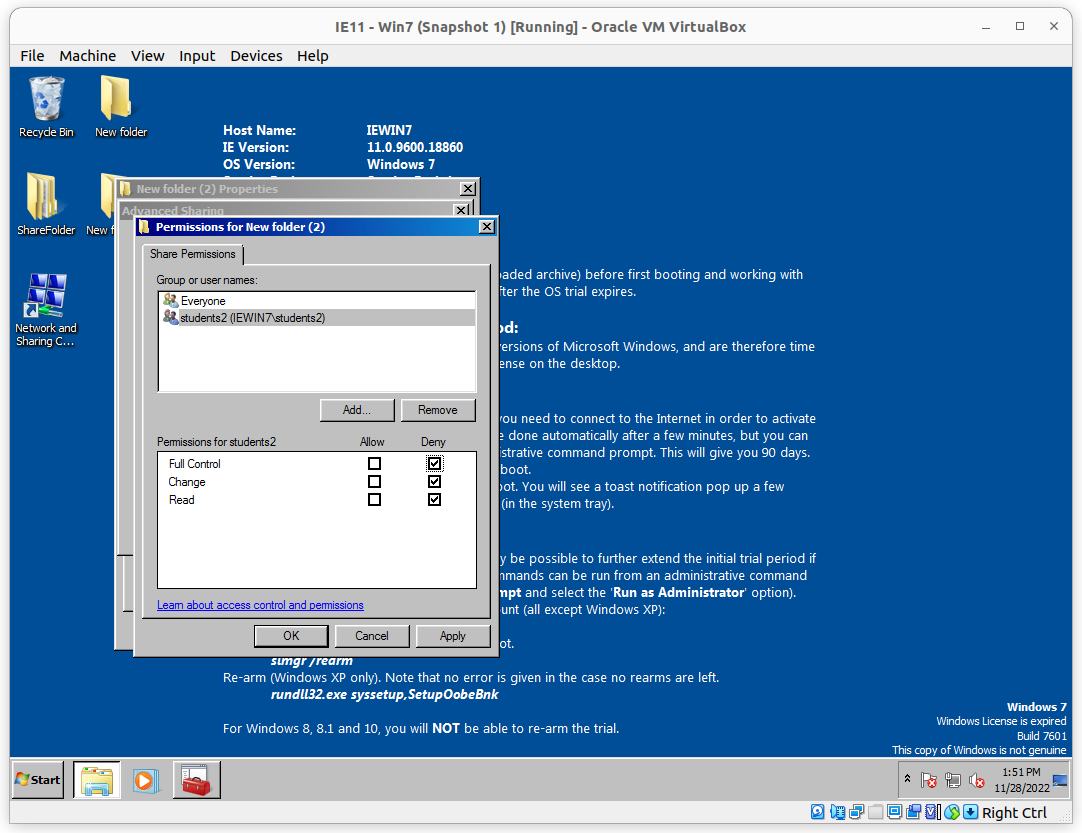 IE11 - Win7 (Snapshot 1) [Running] - Oracle VM VirtualBox
File Machine View Input Devices Help
Recycle Bin
New folder
Host Name: IEWIN7
IE Version: 11.0.9600.18860
OS Version: Windows 7
New folder (2) Properties
Advanced Sharing
ShareFolder
New f
Permissions for New folder (2)
Share Permissions
Group or user names:
Everyone
students2 (IEWIN7\students2)
Add...
Remove
Permissions for students2 Allow Deny
Full Control
Change
Read
Learn about access control and permissions
OK
Cancel
Apply
Network and
Sharing C...
oaded archive) before first booting and working with
fter the OS trial expires.
od:
ersions of Microsoft Windows, and are therefore time
ense on the desktop.
you need to connect to the Internet in order to activate
e done automatically after a few minutes, but you can
istrative command prompt. This will give you 90 days.
boot.
oot. You will see a toast notification pop up a few
(in the system tray).
y be possible to further extend the initial trial period if
mmands can be run from an administrative command
mpt and select the 'Run as Administrator' option).
unt (all except Windows XP):
ot.
slmgr /rearm
Re-arm (Windows XP only). Note that no error is given in the case no rearms are left.
rundll32.exe syssetup,SetupOobeBnk
For Windows 8, 8.1 and 10, you will NOT be able to re-arm the trial.
Windows 7
Windows License is expired
Build 7601
This copy of Windows is not genuine
Start
1:51 PM
11/28/2022
Right Ctrl